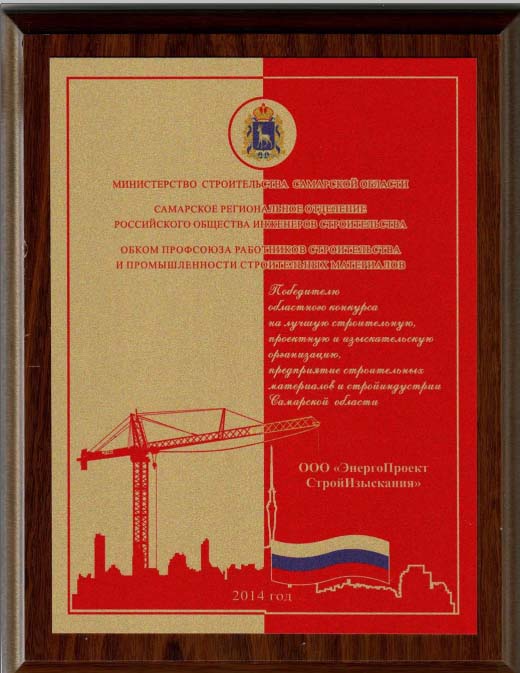 МИНИСТЕРСТВО СТРОИТЕЛЬСТВА САМАРСКОЙ ОБЛАСТИ
САМАРСКОЕ РЕГИОНАЛЬНОЕ ОТДЕЛЕНИЕ
РОССИЙСКОГО ОБЩЕСТВА ИНЖЕНЕРОВ СТРОИТЕЛЬСТВА
ОБКОМ ПРОФСОЮЗА РАБОТНИКОВ СТРОИТЕЛЬСТВА
И ПРОМЫШЛЕННОСТИ СТРОИТЕЛЬНЫХ МАТЕРИАЛОВ
Победителю
областного конкурса
на лучшую строительную,
проектную и изыскательскую
организацию,
предприятие строительных
материалов и стройиндустрии
Самарской области
ООО «ЭнергоПроект
СтройИзыскания»
2014 год